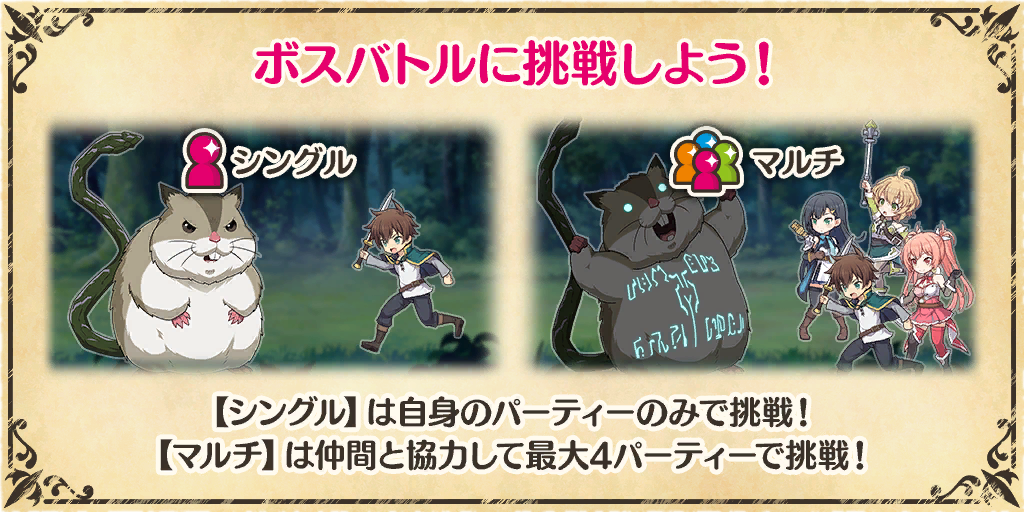 ボスバトルに挑戦しよう！
シングル
マルチ
【シングル】は自身のパーティーのみで挑戦！
【マルチ】は仲間と協力して最大4パーティーで挑戦！